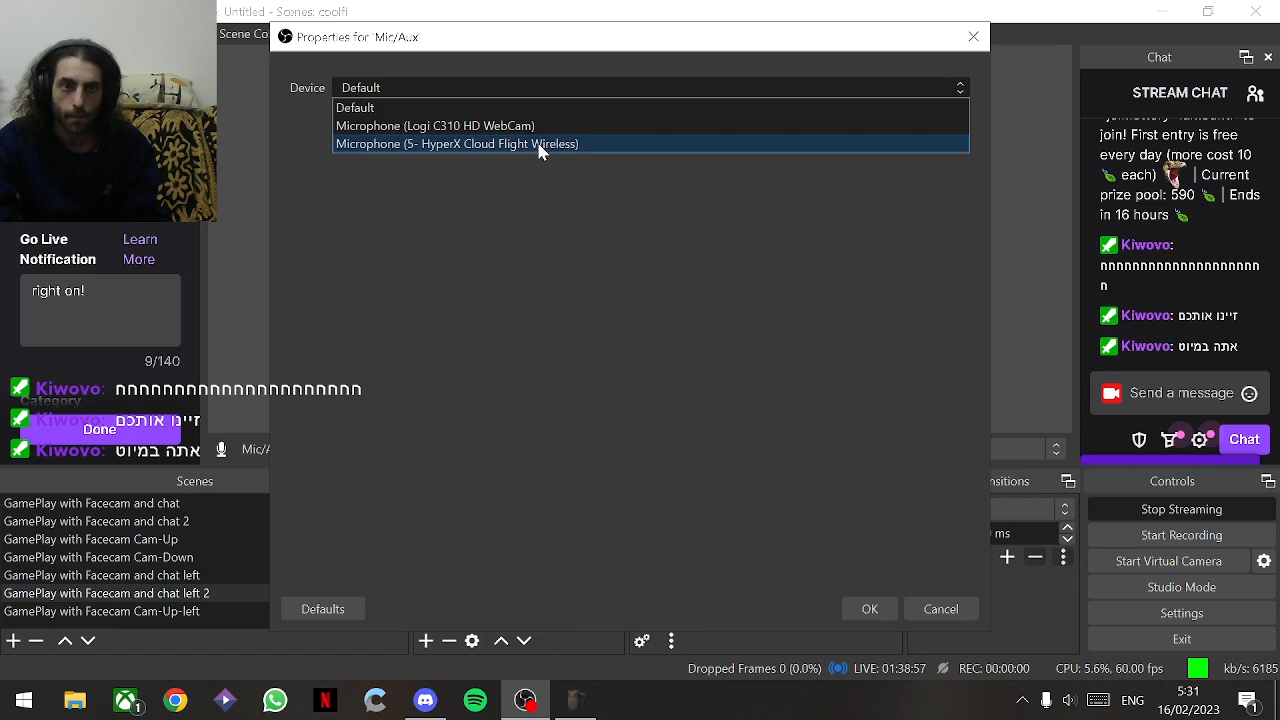 Untitled - Scenes: coolfi
Scene Co
Properties for 'Mic/Aux'
Device
Default
Default
Microphone (Logi C310 HD WebCam)
Microphone (5- HyperX Cloud Flight Wireless)
Defaults
OK
Cancel
Go Live
Notification
Learn
More
right on!
9/140
Category
Done
Kiwovo: חחחחחחחחחחחחחחחחחחחחח
Kiwovo: זיינו אותכם
Kiwovo: אתה במיוט
Mic/A
Chat
STREAM CHAT
join! First entry is free
every day (more cost 10
each) | Current
prize pool: 590 | Ends
in 16 hours
Kiwovo:
חחחחחחחחחחחחחחחחחחחח
ח
Kiwovo: זיינו אותכם
Kiwovo: אתה במיוט
Send a message
Chat
Scenes
GamePlay with Facecam and chat
GamePlay with Facecam and chat 2
GamePlay with Facecam Cam-Up
GamePlay with Facecam Cam-Down
GamePlay with Facecam and chat left
GamePlay with Facecam and chat left 2
GamePlay with Facecam Cam-Up-left
nsitions
ms
Controls
Stop Streaming
Start Recording
Start Virtual Camera
Studio Mode
Settings
Exit
Dropped Frames 0 (0.0%)
LIVE: 01:38:57
REC: 00:00:00
CPU: 5.6%, 60.00 fps
kb/s: 6185
1
ENG
5:31
16/02/2023
1